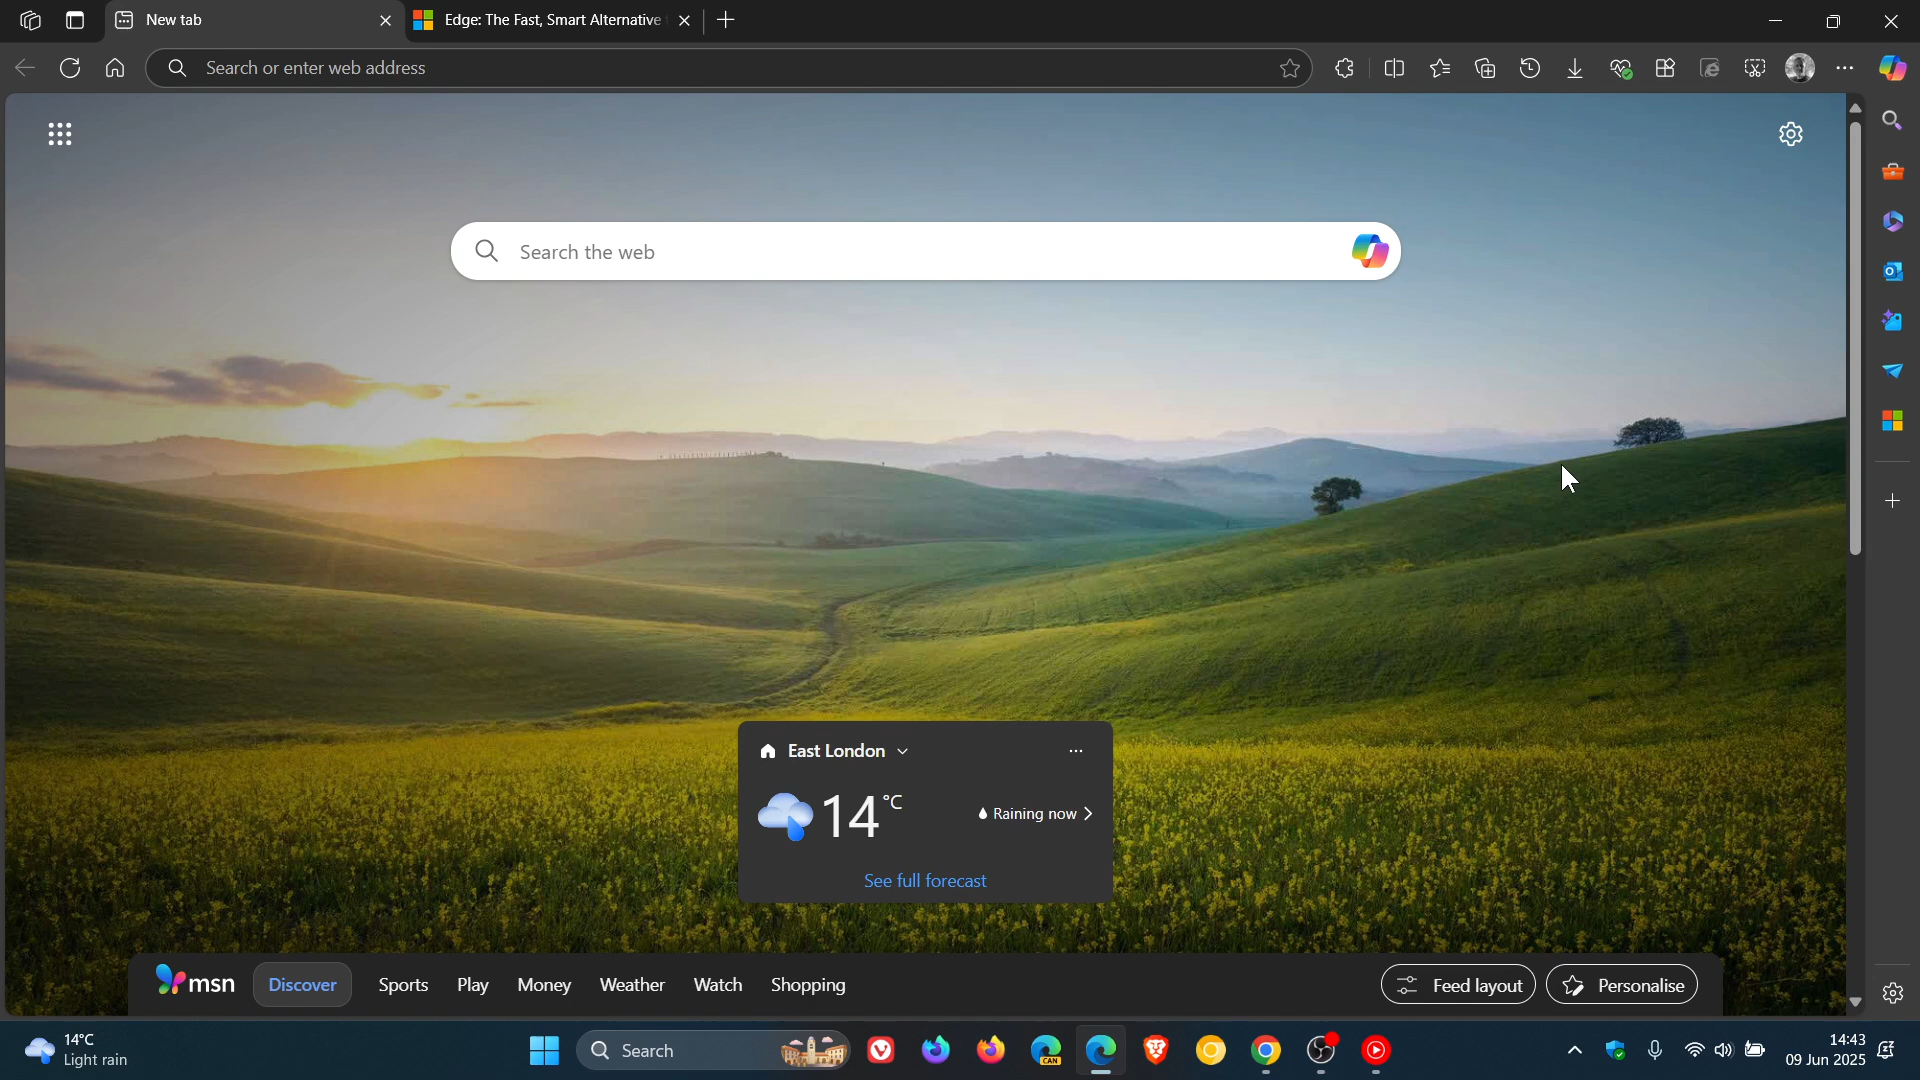 New tab
Edge: The Fast, Smart Alternative
Search or enter web address
Search the web
East London
14 °C
Raining now
See full forecast
msn
Discover
Sports
Play
Money
Weather
Watch
Shopping
Feed layout
Personalise
14°C
Light rain
Search
CAN
14:43
09 Jun 2025